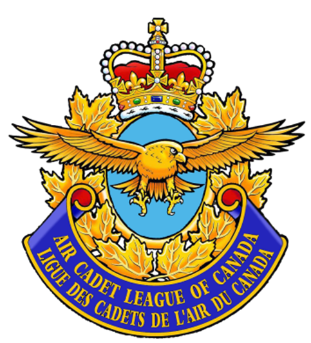 AIR CADET LEAGUE OF CANADA
LIGUE DES CADETS DE L'AIR DU CANADA